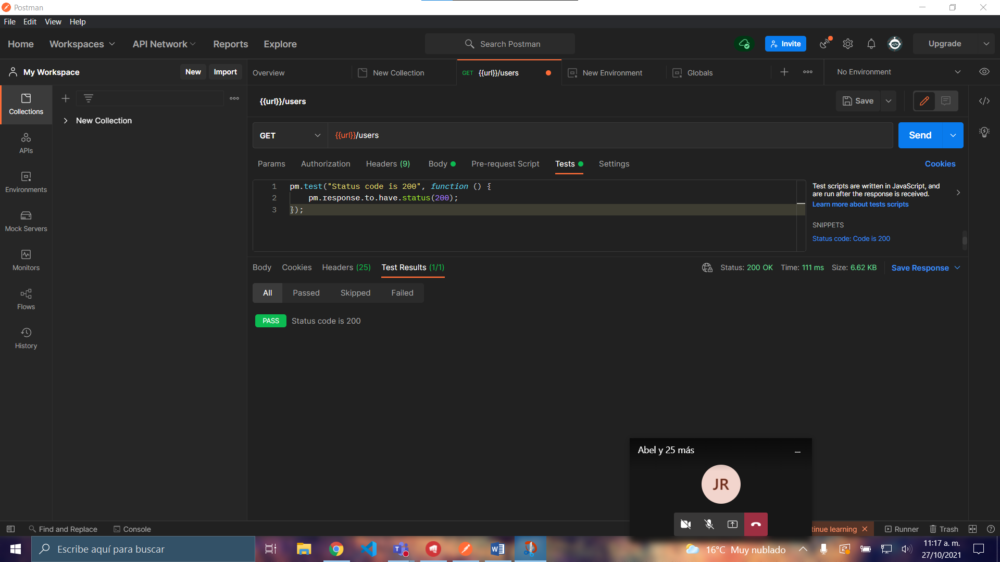 Postman
File Edit View Help
Home Workspaces API Network Reports Explore Search Postman Invite Upgrade
My Workspace New Import Overview New Collection GET {{url}}/users New Environment Globals No Environment
Collections
New Collection
APIs
Environments
Mock Servers
Monitors
Flows
History
{{url}}/users Save
GET {{url}}/users Send
Params Authorization Headers (9) Body Pre-request Script Tests Settings Cookies
1 pm.test("Status code is 200", function () {
2 pm.response.to.have.status(200);
3 });
Test scripts are written in JavaScript, and
are run after the response is received.
Learn more about tests scripts
SNIPPETS
Status code: Code is 200
Body Cookies Headers (25) Test Results (1/1) Status: 200 OK Time: 111 ms Size: 6.62 KB Save Response
All Passed Skipped Failed
PASS Status code is 200
Abel y 25 más
JR
Find and Replace Console tinue learning Runner Trash
Escribe aquí para buscar 16°C Muy nublado 11:17 a. m.
27/10/2021